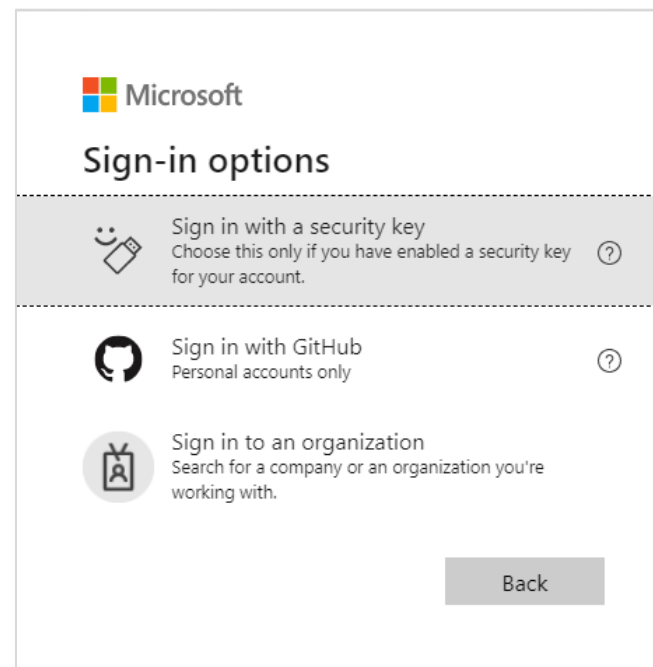 Microsoft
Sign-in options
Sign in with a security key
Choose this only if you have enabled a security key
for your account.
?
Sign in with GitHub
Personal accounts only
?
Sign in to an organization
Search for a company or an organization you're
working with.
Back